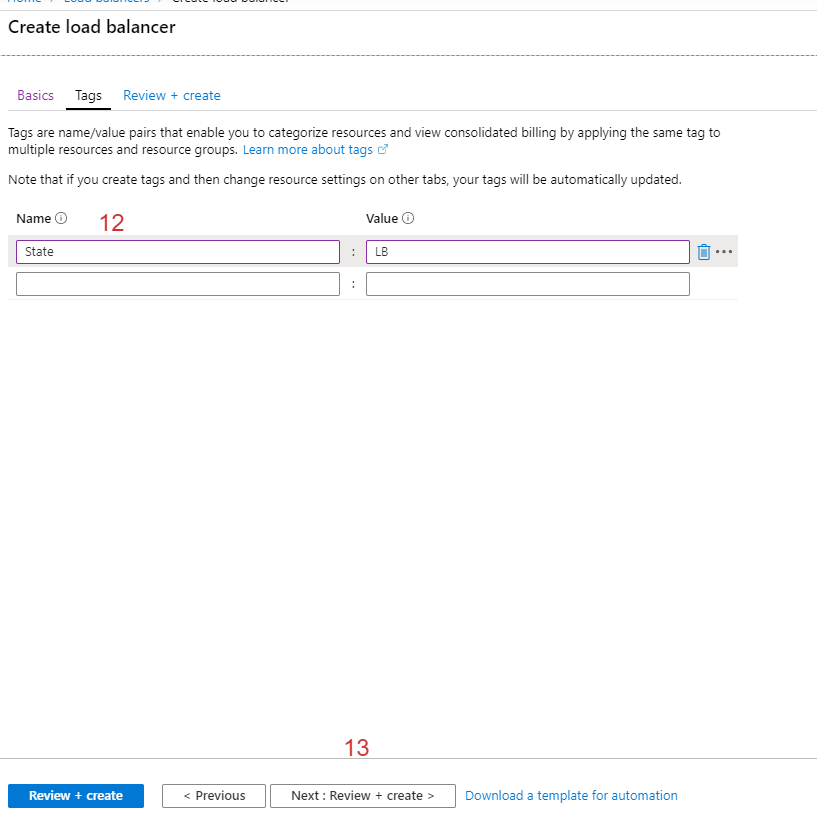 Home > Load balancers > Create load balancer
Create load balancer
Basics Tags Review + create
Tags are name/value pairs that enable you to categorize resources and view consolidated billing by applying the same tag to
multiple resources and resource groups. Learn more about tags
Note that if you create tags and then change resource settings on other tabs, your tags will be automatically updated.
Name 12 Value
State : LB
:
13
Review + create < Previous Next : Review + create > Download a template for automation